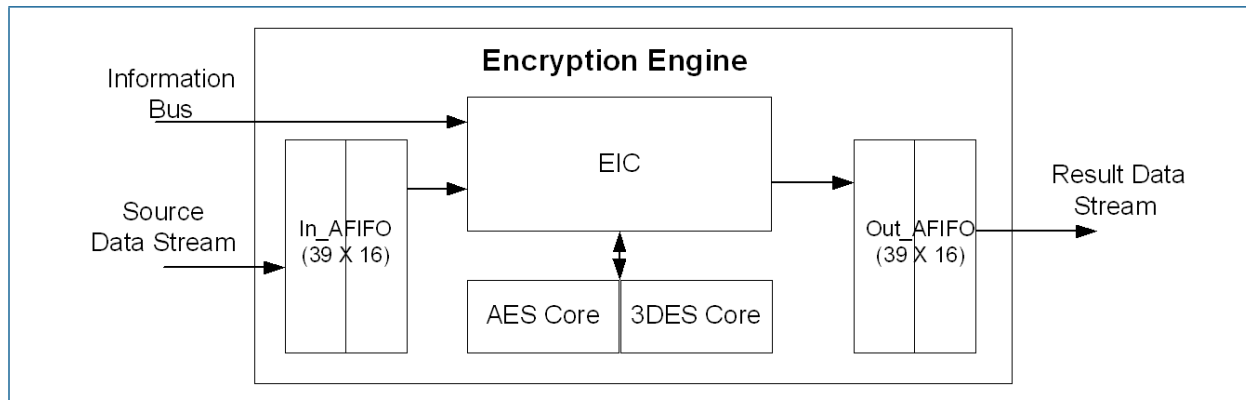 Encryption Engine
Information
Bus
EIC
Source
Data Stream
In_AFIFO
(39 X 16)
Out_AFIFO
(39 X 16)
Result Data
Stream
AES Core
3DES Core